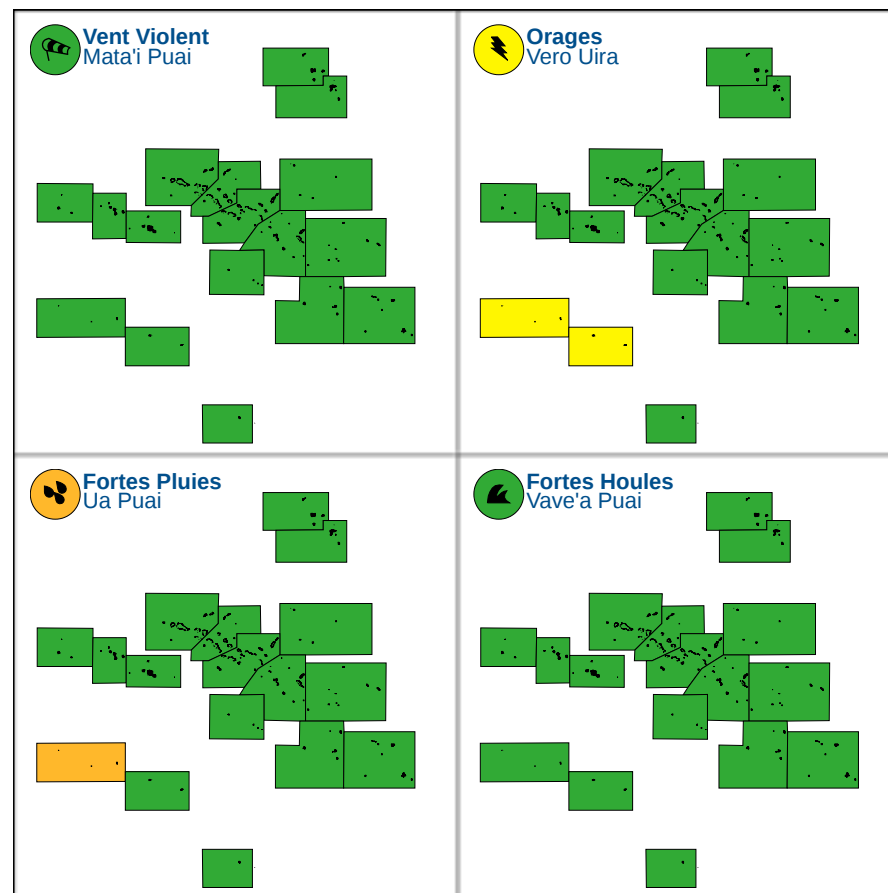 Vent Violent
Mata'i Puai
Orages
Vero Uira
Fortes Pluies
Ua Puai
Fortes Houles
Vave'a Puai